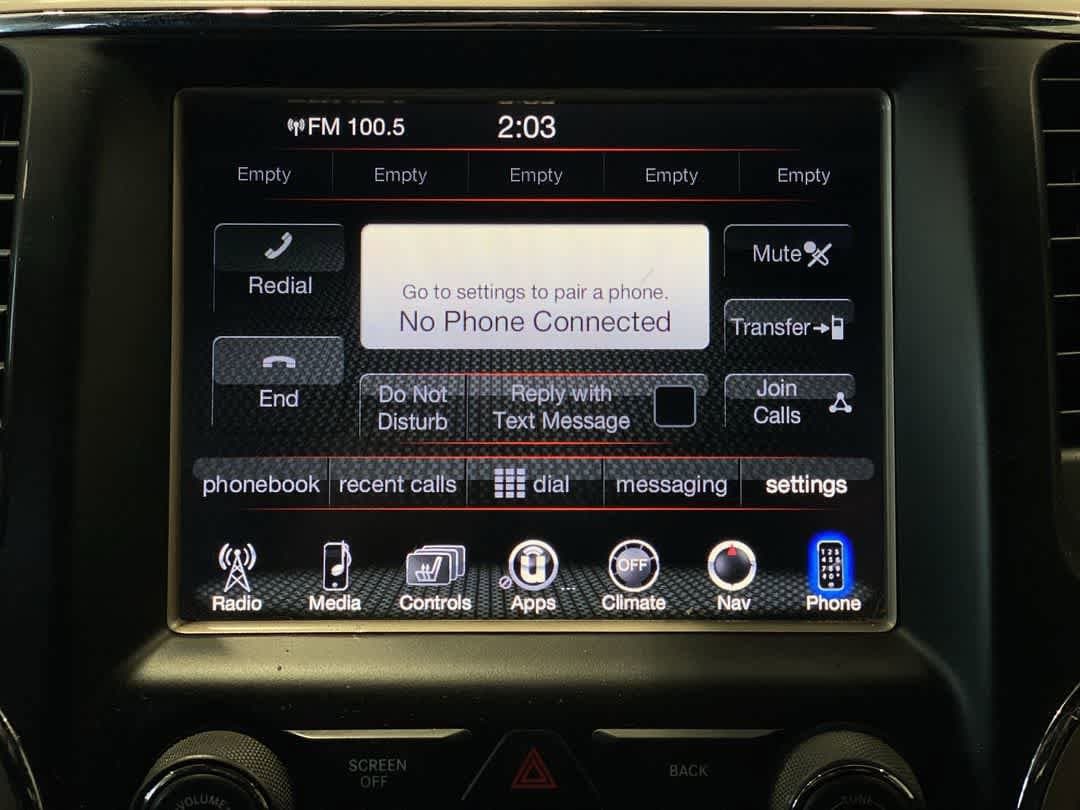 FM 100.5
2:03
Empty Empty Empty Empty Empty
Redial
Go to settings to pair a phone.
No Phone Connected
Mute
Transfer
End
Do Not
Disturb
Reply with
Text Message
Join
Calls
phonebook recent calls dial messaging settings
OFF
Radio Media Controls Apps Climate Nav Phone
SCREEN
OFF
BACK
VOLUME